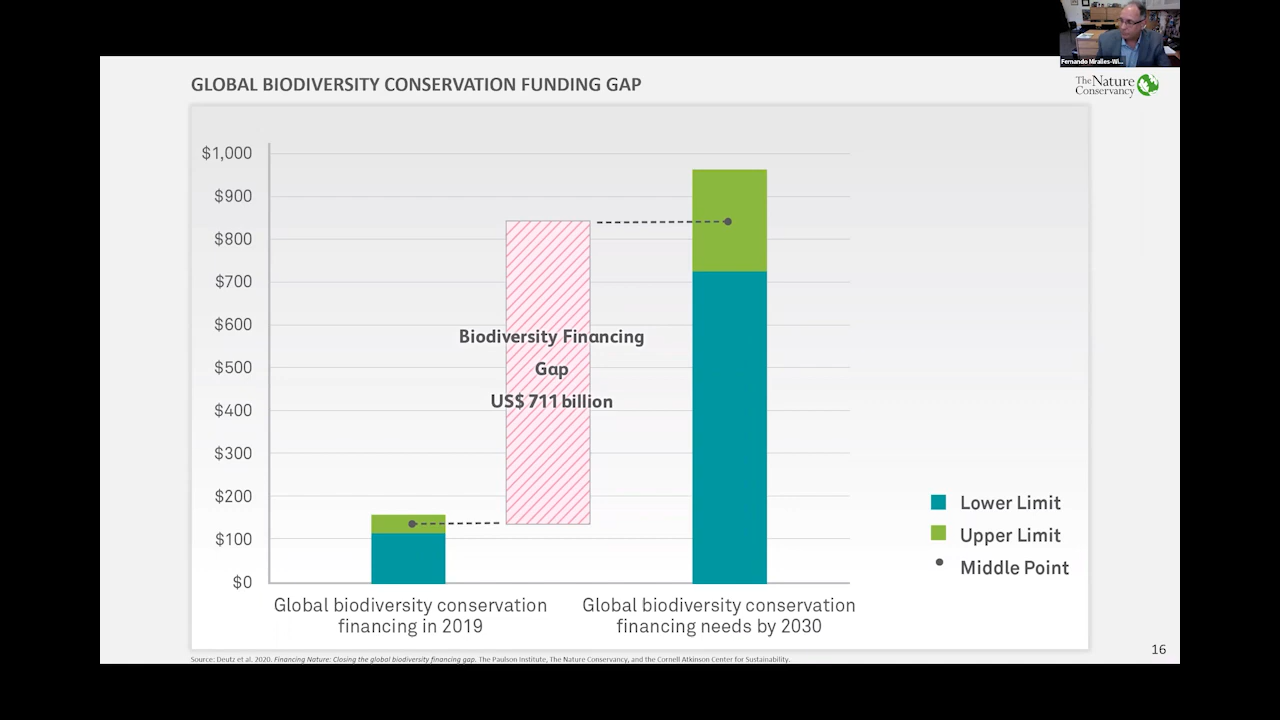 Fernando Miralles-Wi...
GLOBAL BIODIVERSITY CONSERVATION FUNDING GAP
The Nature
Conservancy
$1,000
$900
$800
$700
$600
$500
$400
$300
$200
$100
$0
Biodiversity Financing
Gap
US$ 711 billion
Lower Limit
Upper Limit
Middle Point
Global biodiversity conservation
financing in 2019
Global biodiversity conservation
financing needs by 2030
16
Source: Deutz et al. 2020. Financing Nature: Closing the global biodiversity financing gap. The Paulson Institute, The Nature Conservancy, and the Cornell Atkinson Center for Sustainability.